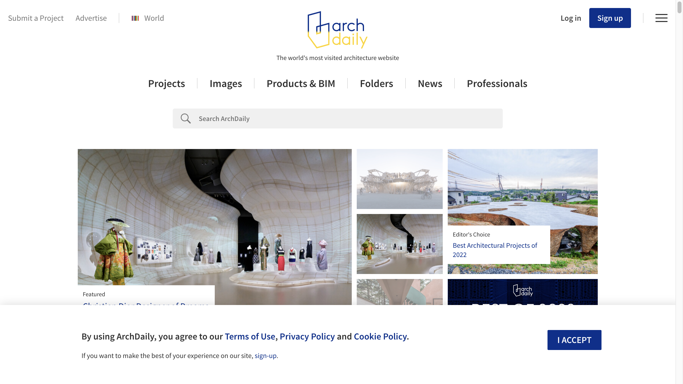 Submit a Project
Advertise
World
arch
daily
The world's most visited architecture website
Log in
Sign up
Projects
Images
Products & BIM
Folders
News
Professionals
Search ArchDaily
Featured
Editor's Choice
Best Architectural Projects of
2022
arch
daily
By using ArchDaily, you agree to our Terms of Use, Privacy Policy and Cookie Policy.
If you want to make the best of your experience on our site, sign-up.
I ACCEPT